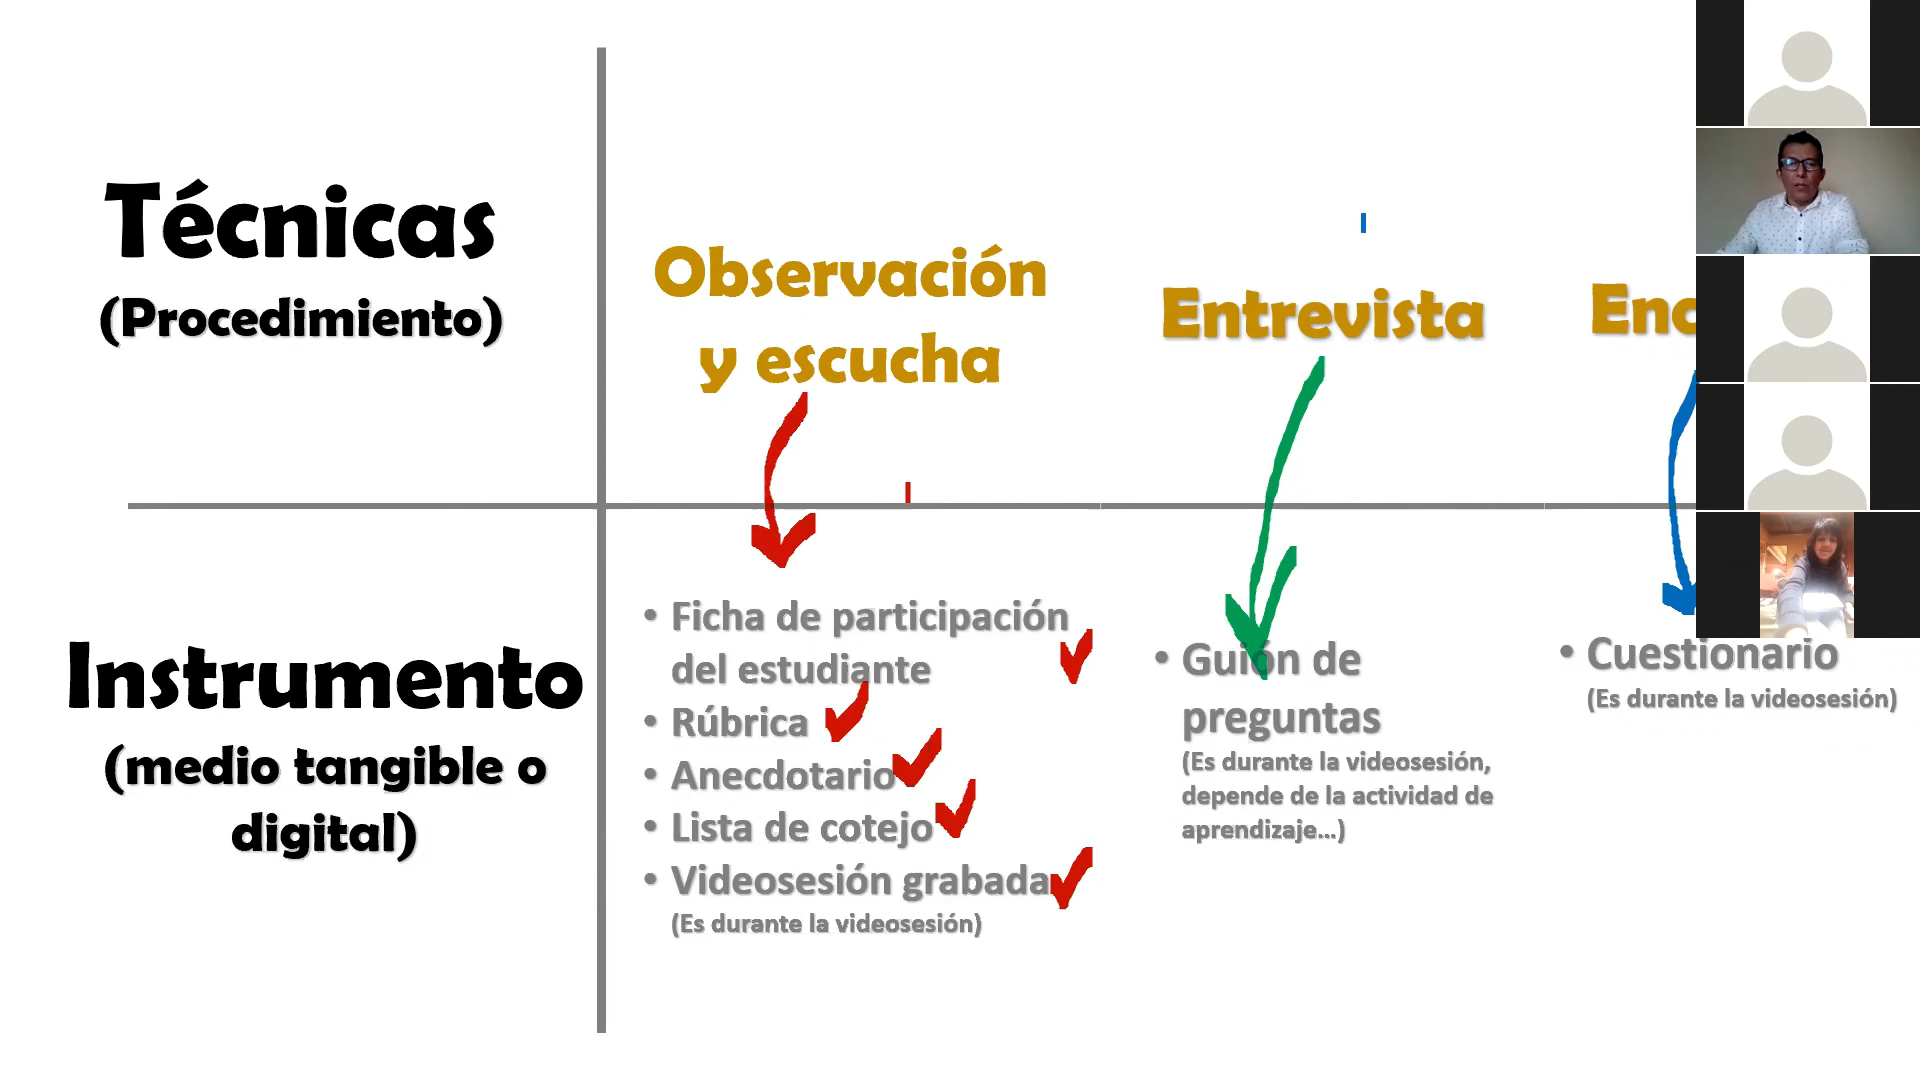 Técnicas
(Procedimiento)
Observación
y escucha
Entrevista
Instrumento
(medio tangible o
digital)
• Ficha de participación
del estudiante
• Rúbrica
• Anecdotario
• Lista de cotejo
• Videosesión grabada
(Es durante la videosesión)
• Guión de
preguntas
(Es durante la videosesión,
depende de la actividad de
aprendizaje...)
• Cuestionario
(Es durante la videosesión)